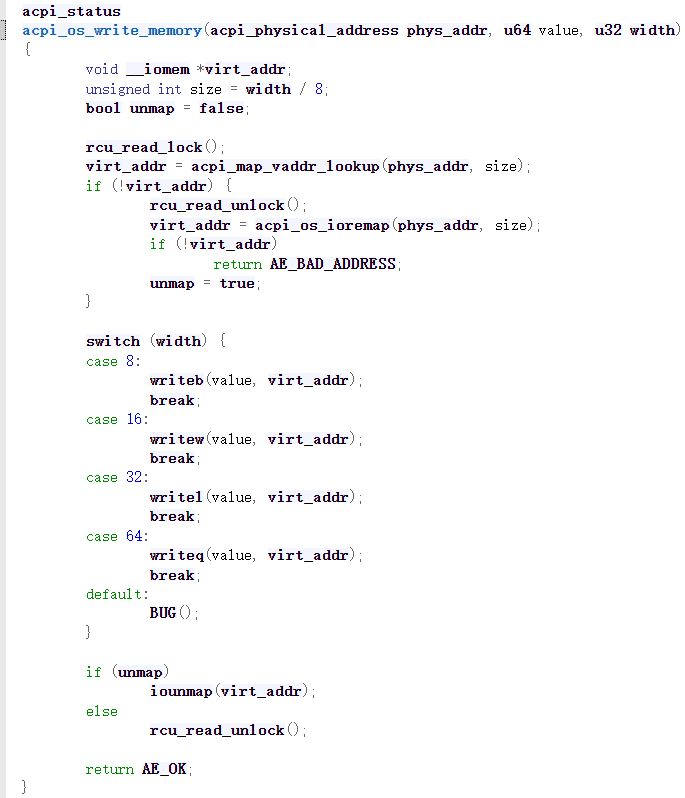 acpi_status
acpi_os_write_memory(acpi_physical_address phys_addr, u64 value, u32 width)
{
        void __iomem *virt_addr;
        unsigned int size = width / 8;
        bool unmap = false;

        rcu_read_lock();
        virt_addr = acpi_map_vaddr_lookup(phys_addr, size);
        if (!virt_addr) {
                rcu_read_unlock();
                virt_addr = acpi_os_ioremap(phys_addr, size);
                if (!virt_addr)
                        return AE_BAD_ADDRESS;
                unmap = true;
        }

        switch (width) {
        case 8:
                writeb(value, virt_addr);
                break;
        case 16:
                writew(value, virt_addr);
                break;
        case 32:
                writel(value, virt_addr);
                break;
        case 64:
                writeq(value, virt_addr);
                break;
        default:
                BUG();
        }

        if (unmap)
                iounmap(virt_addr);
        else
                rcu_read_unlock();

        return AE_OK;
}